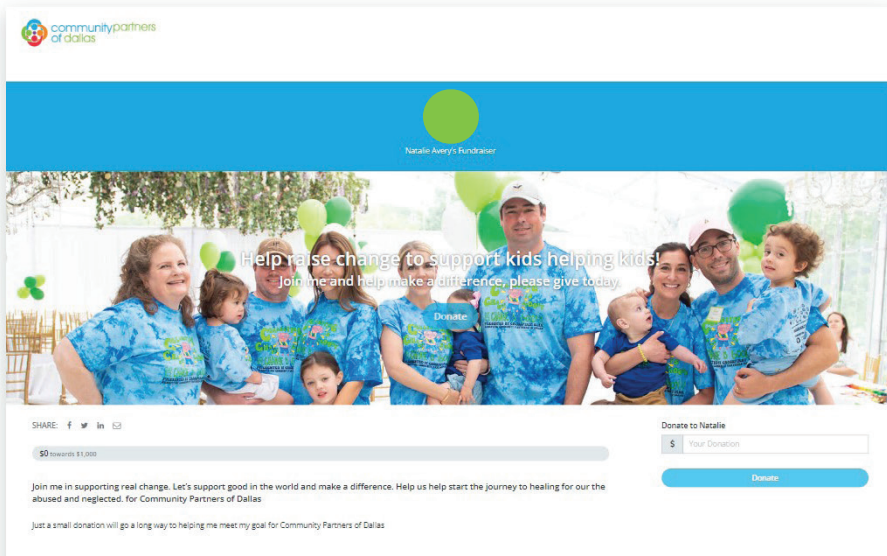 communitypartners
of dallas
Natalie Avery's Fundraiser
Help raise change to support kids helping kids!
Join me and help make a difference, please give today.
Donate
SHARE:
$0 towards $1,000
Join me in supporting real change. Let's support good in the world and make a difference. Help us help start the journey to healing for our the
abused and neglected. for Community Partners of Dallas
Just a small donation will go a long way to helping me meet my goal for Community Partners of Dallas
Donate to Natalie
$ Your Donation
Donate